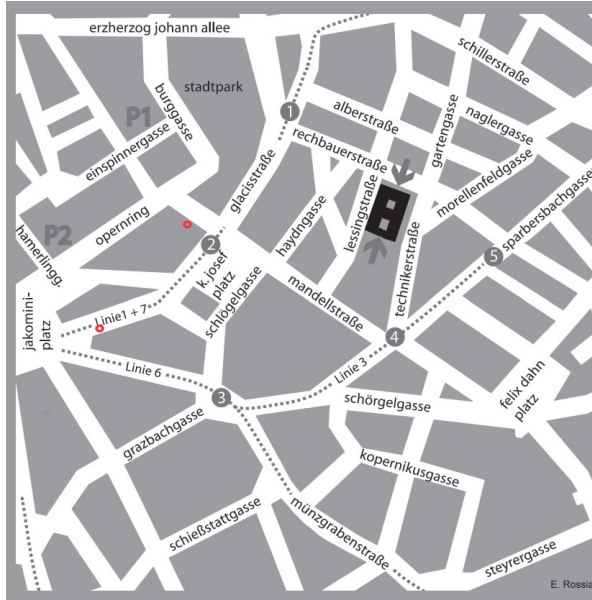 erzherzog johann allee
schillerstraße
stadtpark
burggasse
P1
1
alberstraße
naglergasse
gartengasse
rechbauerstraße
einspinnergasse
glacisstraße
morellenfeldgasse
sparbersbachgasse
lessingstraße
haydngasse
opernring
P2
hamerlingg.
2
k. josef
platz
schlögelgasse
mandellstraße
technikerstraße
5
jakomini-
platz
Linie1 + 7
4
Linie 6
Linie 3
3
schörgelgasse
felix dahn
platz
grazbachgasse
kopernikusgasse
schießstattgasse
münzgrabenstraße
steyrergasse
E. Rossia